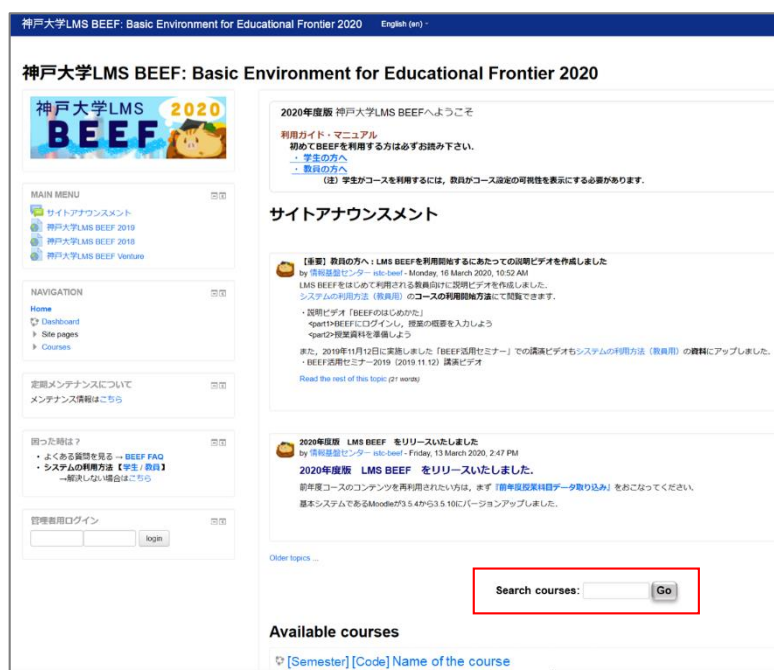 神戸大学LMS BEEF: Basic Environment for Educational Frontier 2020 English (en)
神戸大学LMS BEEF: Basic Environment for Educational Frontier 2020
神戸大学LMS 2020
BEEF
MAIN MENU
サイトアナウンスメント
神戸大学LMS BEEF 2019
神戸大学LMS BEEF 2018
神戸大学LMS BEEF Venture
NAVIGATION
Home
Dashboard
Site pages
Courses
定期メンテナンスについて
メンテナンス情報はこちら
困った時は？
・ よくある質問を見る → BEEF FAQ
・ システムの利用方法【学生 / 教員】
→解決しない場合はこちら
管理者用ログイン
login
2020年度版 神戸大学LMS BEEFへようこそ
利用ガイド・マニュアル
初めてBEEFを利用する方は必ずお読み下さい.
・ 学生の方へ
・ 教員の方へ
（注）学生がコースを利用するには，教員がコース設定の可視性を表示にする必要があります.
サイトアナウンスメント
【重要】教員の方へ：LMS BEEFを利用開始するにあたっての説明ビデオを作成しました
by 情報基盤センター istc-beef - Monday, 16 March 2020, 10:52 AM
LMS BEEFをはじめて利用される教員向けに説明ビデオを作成しました.
システムの利用方法（教員用）のコースの利用開始方法にて閲覧できます.
・説明ビデオ「BEEFのはじめかた」
<part1>BEEFにログインし，授業の概要を入力しよう
<part2>授業資料を準備しよう
また，2019年11月12日に実施しました「BEEF活用セミナー」での講演ビデオもシステムの利用方法（教員用）の資料にアップしました.
・BEEF活用セミナー2019（2019.11.12）講演ビデオ
Read the rest of this topic (21 words)
2020年度版 LMS BEEF をリリースいたしました
by 情報基盤センター istc-beef - Friday, 13 March 2020, 2:47 PM
2020年度版 LMS BEEF をリリースいたしました.
前年度コースのコンテンツを再利用されたい方は，まず『前年度授業科目データ取り込み』をおこなってください.
基本システムであるMoodleが3.5.4から3.5.10にバージョンアップしました.
Older topics ...
Search courses: Go
Available courses
[Semester] [Code] Name of the course